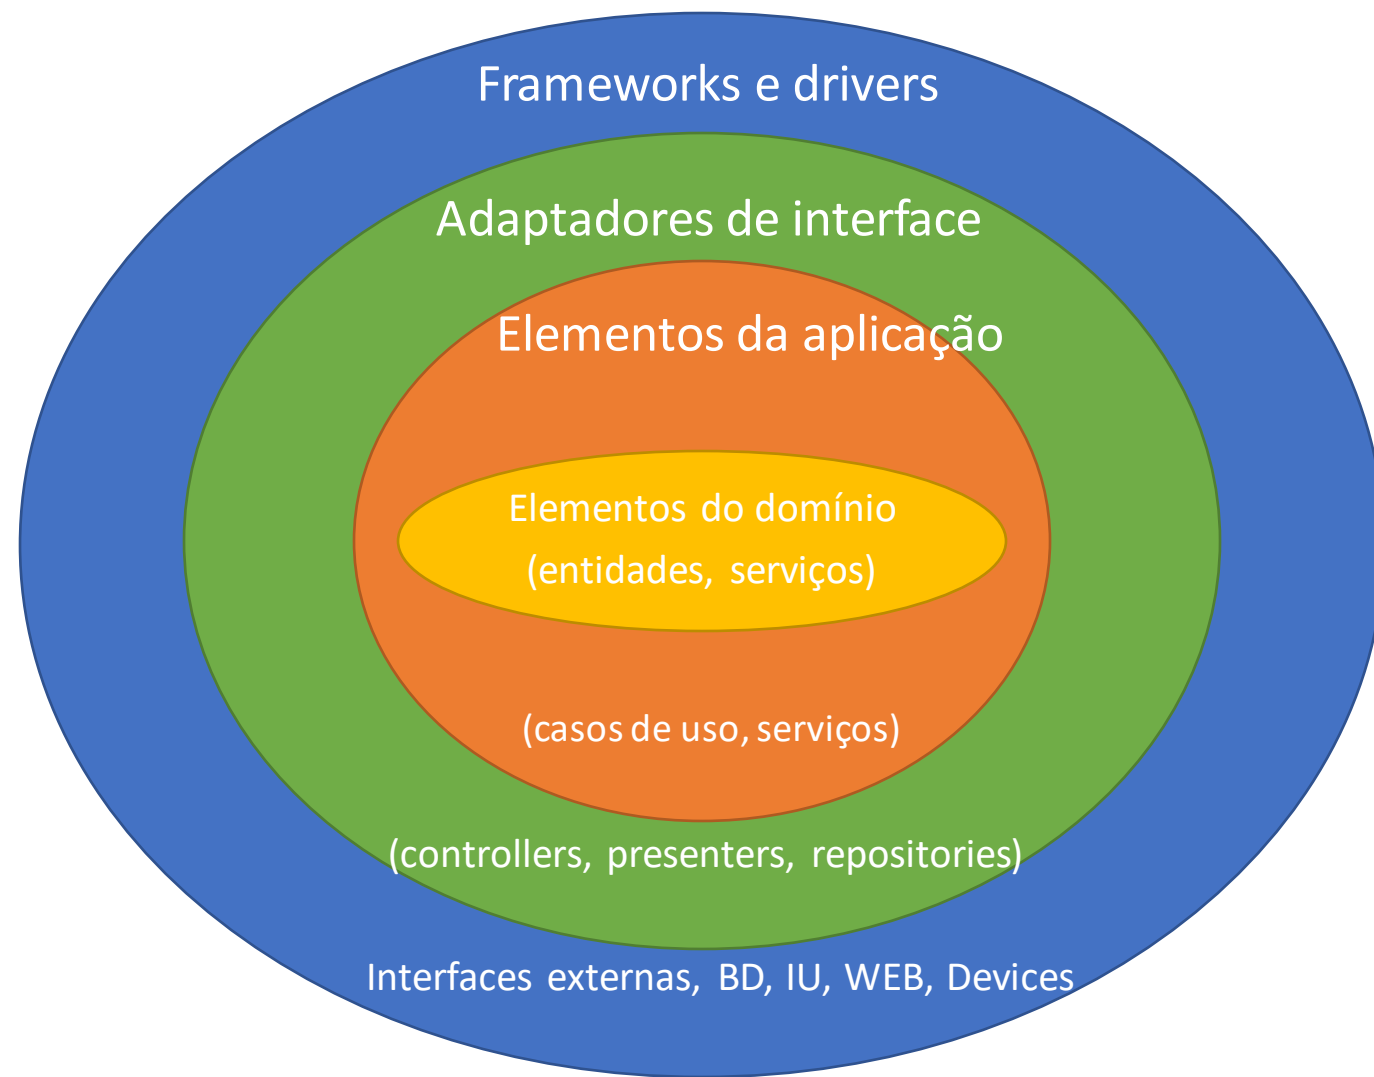 Frameworks e drivers
Adaptadores de interface
Elementos da aplicação
Elementos do domínio
(entidades, serviços)
(casos de uso, serviços)
(controllers, presenters, repositories)
Interfaces externas, BD, IU, WEB, Devices